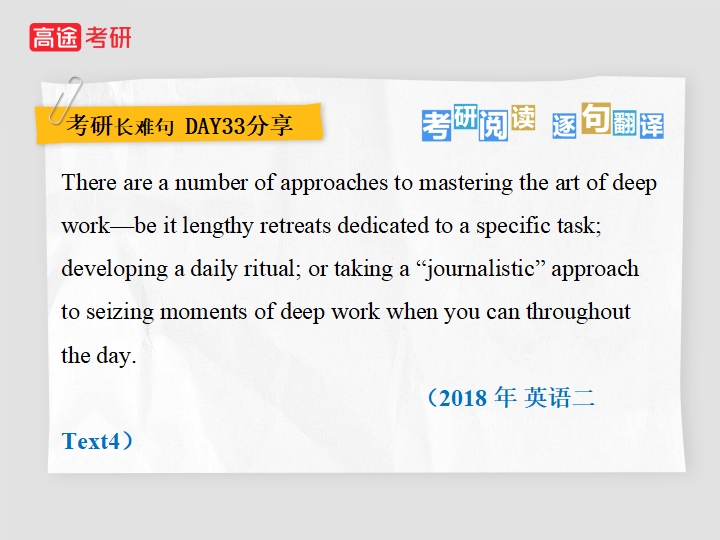 高途考研
考研长难句 DAY33分享
考研阅读 逐句翻译
There are a number of approaches to mastering the art of deep
work—be it lengthy retreats dedicated to a specific task;
developing a daily ritual; or taking a “journalistic” approach
to seizing moments of deep work when you can throughout
the day.
（2018 年 英语二
Text4）